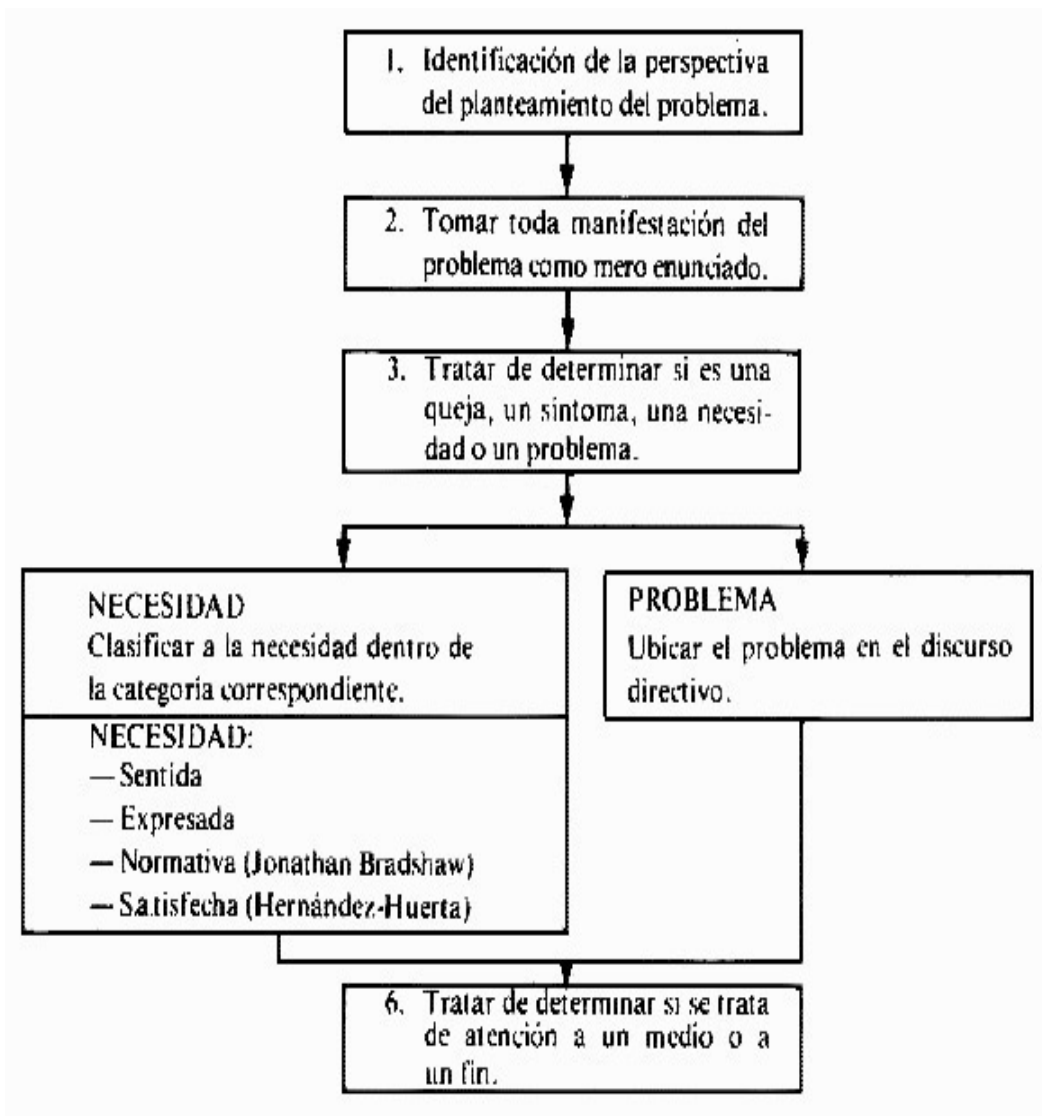 1. Identificación de la perspectiva
del planteamiento del problema.
2. Tomar toda manifestación del
problema como mero enunciado.
3. Tratar de determinar si es una
queja, un síntoma, una necesi-
dad o un problema.
NECESIDAD
Clasificar a la necesidad dentro de
la categoría correspondiente.
NECESIDAD:
— Sentida
— Expresada
— Normativa (Jonathan Bradshaw)
— Satisfecha (Hernández-Huerta)
PROBLEMA
Ubicar el problema en el discurso
directivo.
6. Tratar de determinar si se trata
de atención a un medio o a
un fin.